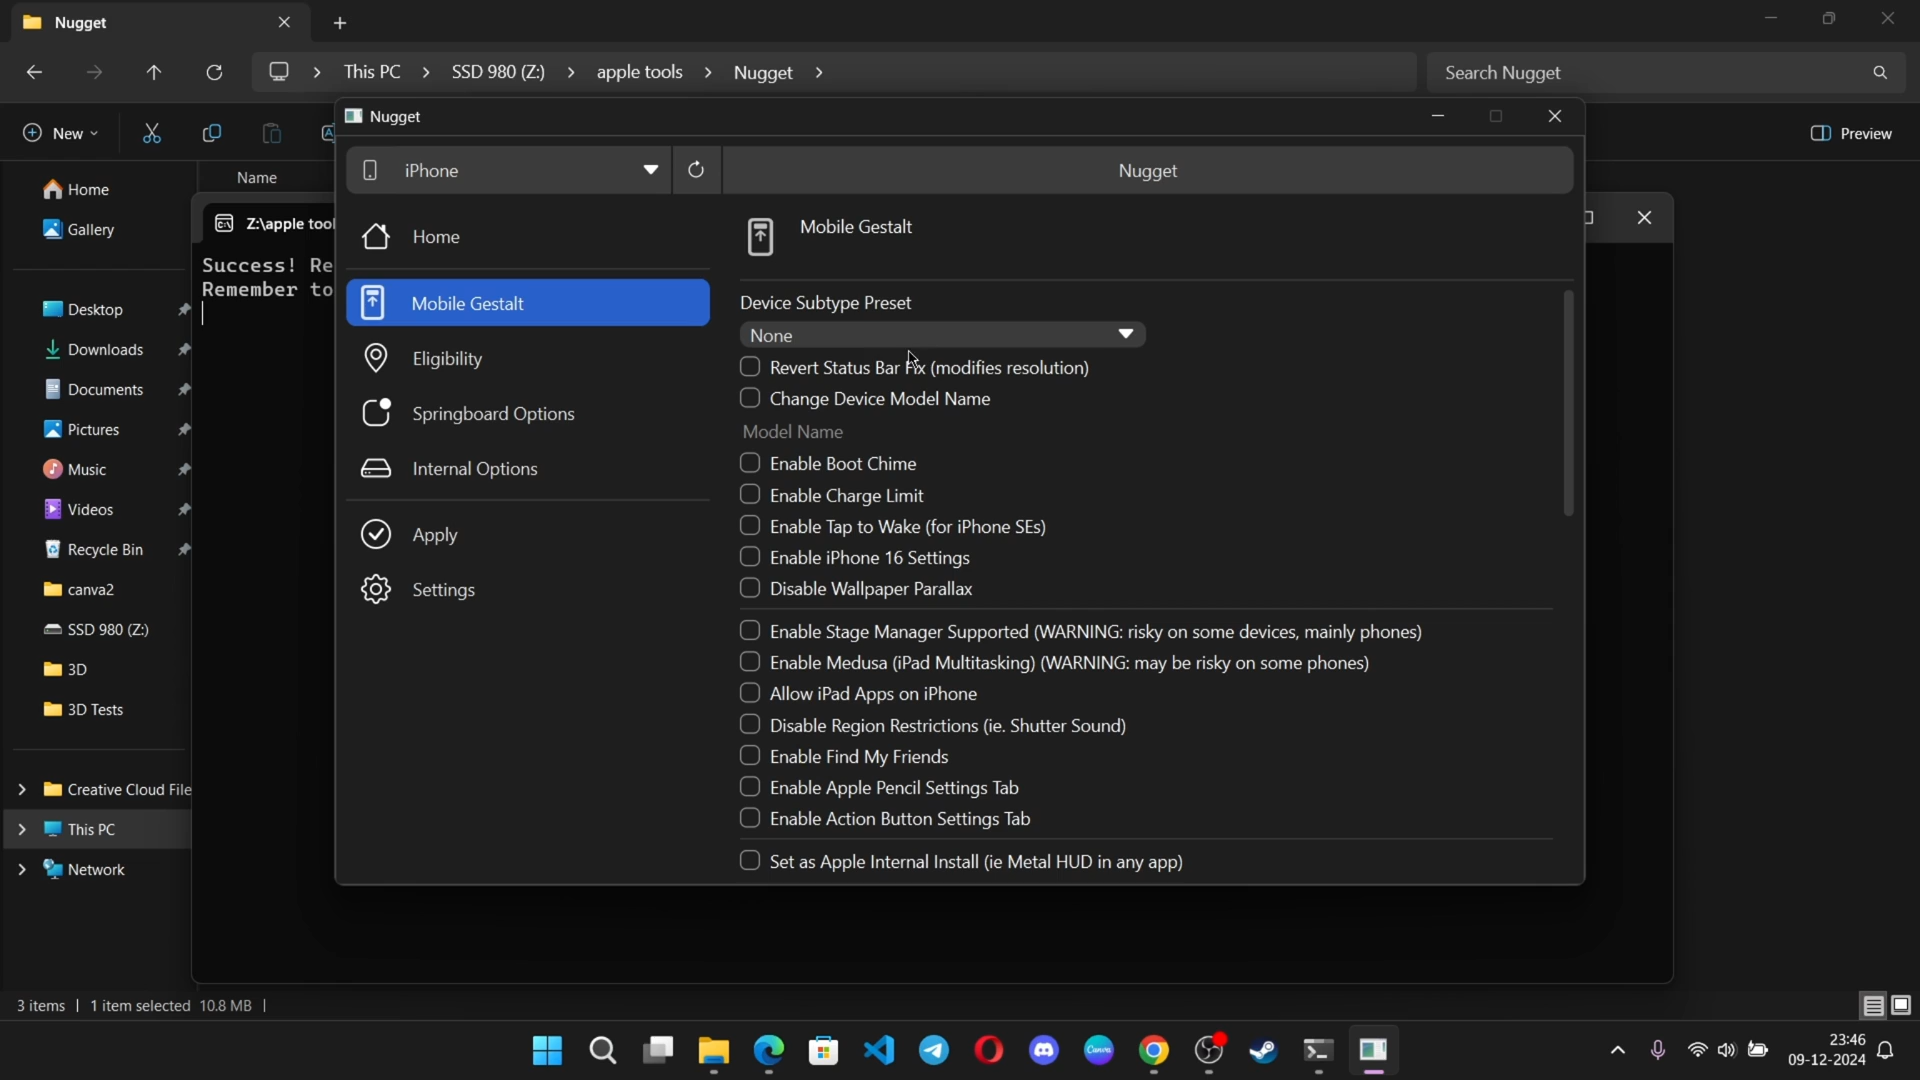 Nugget
This PC > SSD 980 (Z:) > apple tools > Nugget >
Search Nugget
New
Preview
Name
Home
Gallery
Desktop
Downloads
Documents
Pictures
Music
Videos
Recycle Bin
canva2
SSD 980 (Z:)
3D
3D Tests
Creative Cloud File
This PC
Network
Z:\apple tool
Success! Re
Remember to
Nugget
iPhone
Nugget
Home
Mobile Gestalt
Eligibility
Springboard Options
Internal Options
Apply
Settings
Mobile Gestalt
Device Subtype Preset
None
Revert Status Bar Fix (modifies resolution)
Change Device Model Name
Model Name
Enable Boot Chime
Enable Charge Limit
Enable Tap to Wake (for iPhone SEs)
Enable iPhone 16 Settings
Disable Wallpaper Parallax
Enable Stage Manager Supported (WARNING: risky on some devices, mainly phones)
Enable Medusa (iPad Multitasking) (WARNING: may be risky on some phones)
Allow iPad Apps on iPhone
Disable Region Restrictions (ie. Shutter Sound)
Enable Find My Friends
Enable Apple Pencil Settings Tab
Enable Action Button Settings Tab
Set as Apple Internal Install (ie Metal HUD in any app)
3 items | 1 item selected 10.8 MB |
Canva
23:46
09-12-2024